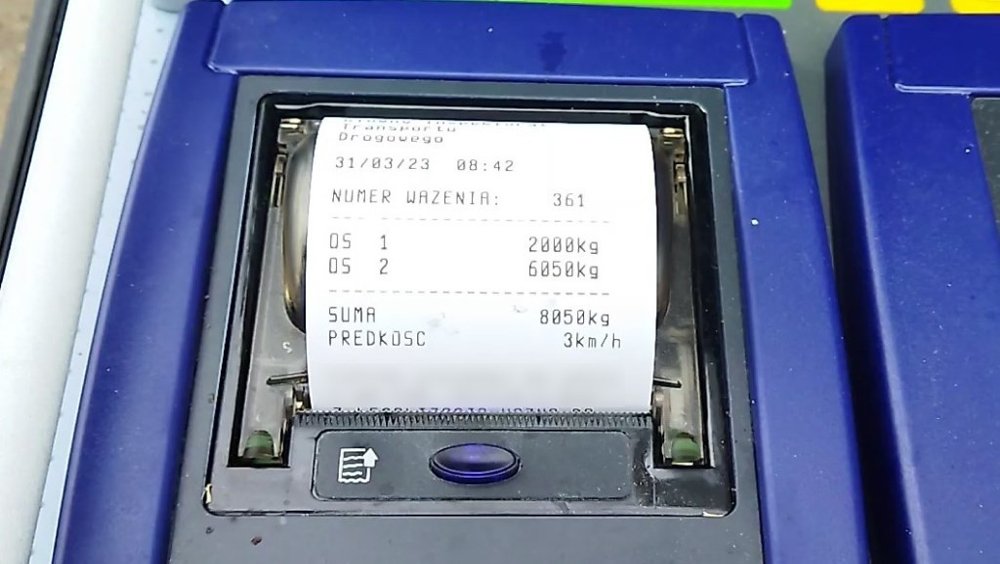 Transportu
Drogowego
31/03/23 08:42
NUMER WAZENIA: 361
OS 1 2000kg
OS 2 6050kg
SUMA 8050kg
PREDKOSC 3km/h